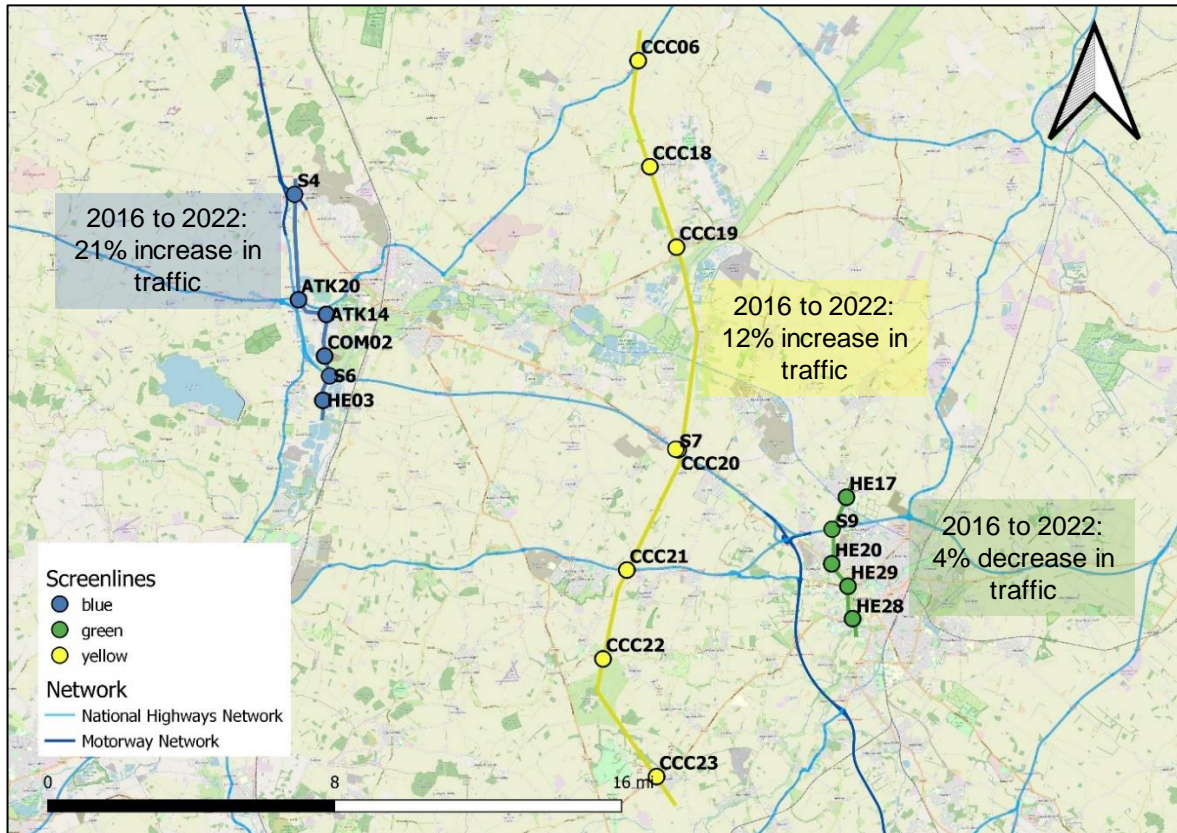 CCC06
CCC18
S4
2016 to 2022:
21% increase in
traffic
CCC19
ATK20
ATK14
2016 to 2022:
12% increase in
traffic
COM02
S6
HE03
S7
CCC20
HE17
S9
2016 to 2022:
4% decrease in
traffic
HE20
HE29
HE28
CCC21
CCC22
CCC23
Screenlines
blue
green
yellow
Network
National Highways Network
Motorway Network
0 8 16 mi